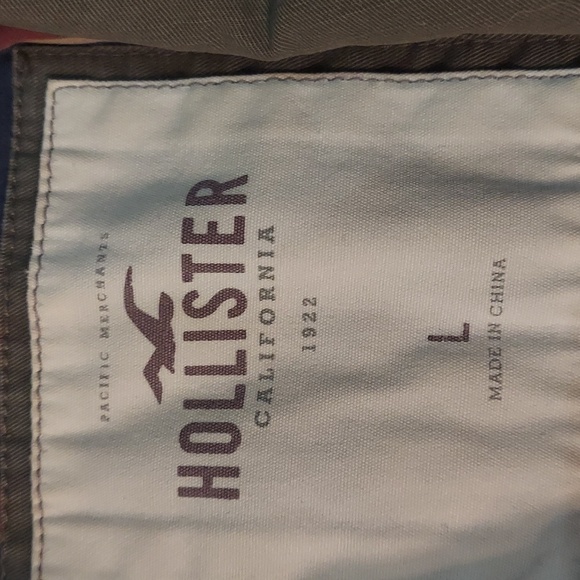 PACIFIC MERCHANTS
HOLLISTER
CALIFORNIA
1922
L
MADE IN CHINA